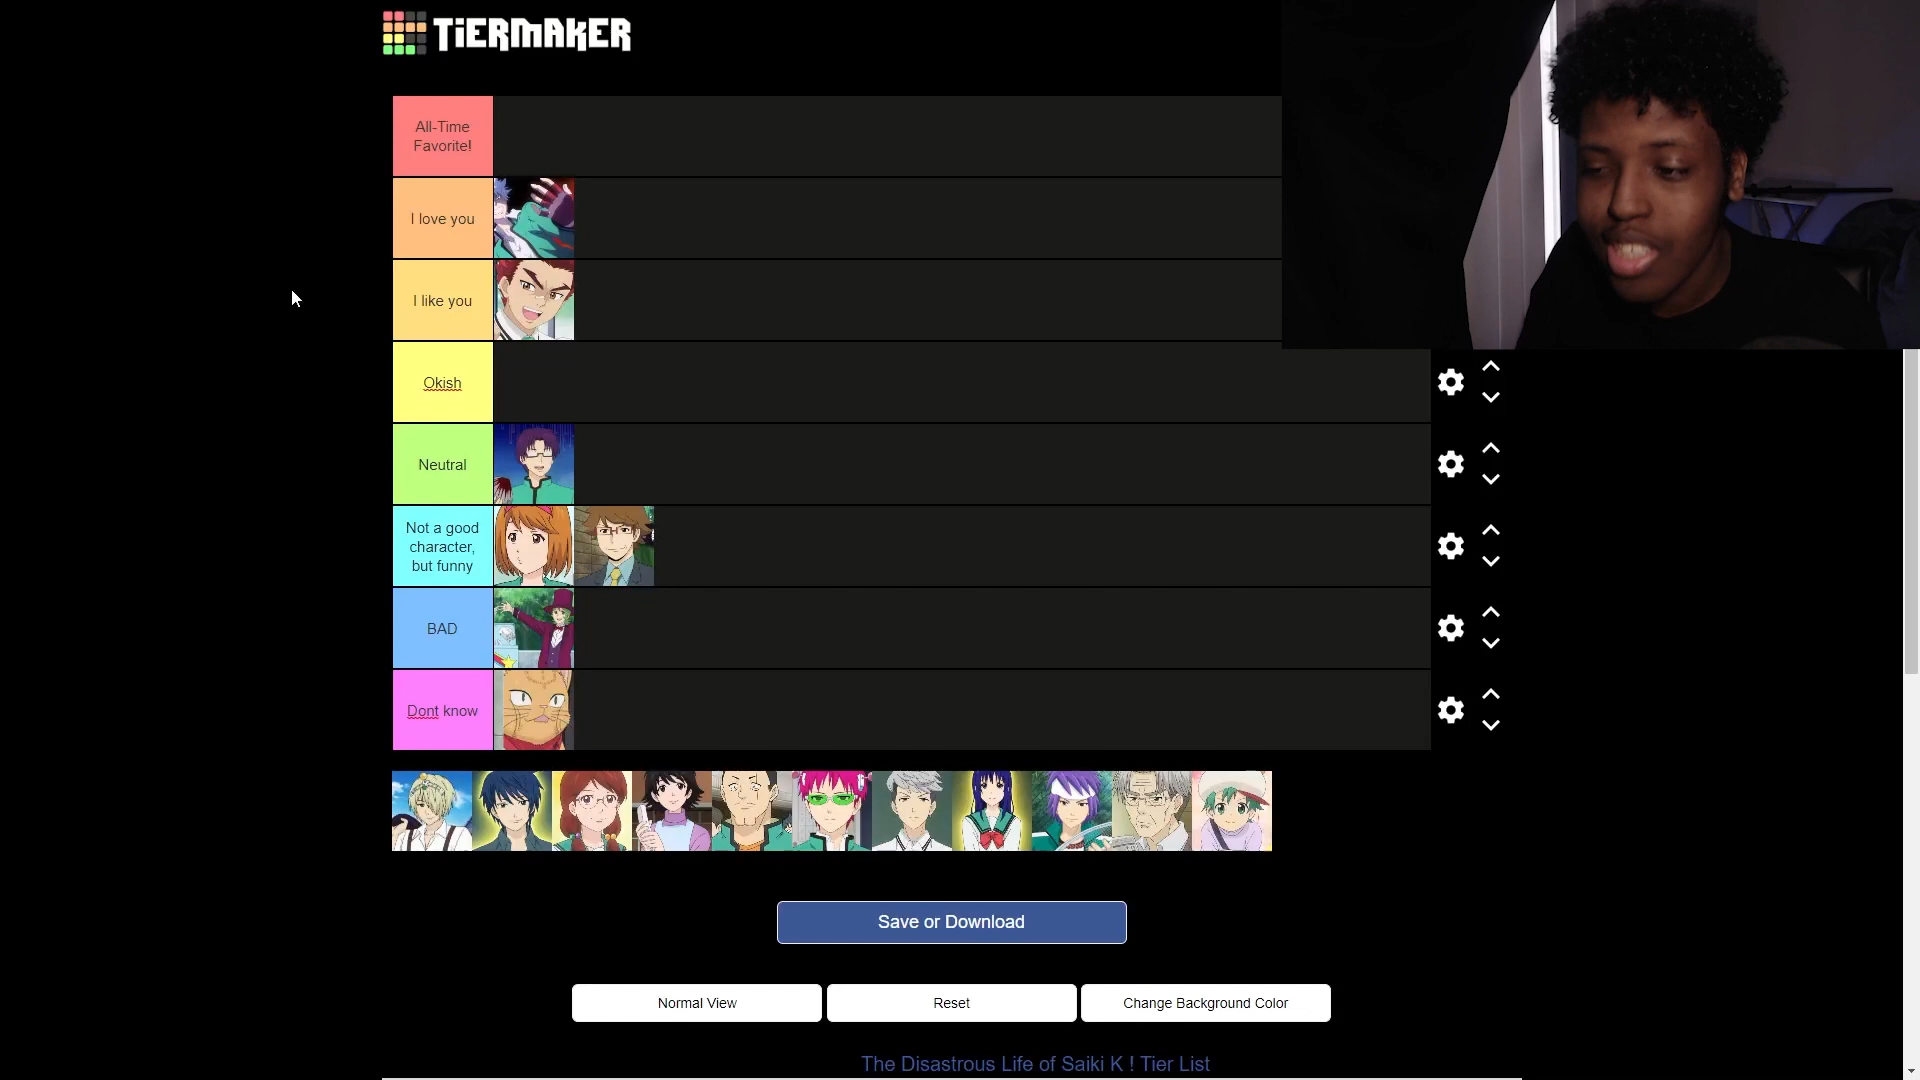 TiERMAKER
All-Time
Favorite!
I love you
I like you
Okish
Neutral
Not a good
character,
but funny
BAD
Dont know
Save or Download
Normal View
Reset
Change Background Color
The Disastrous Life of Saiki K ! Tier List